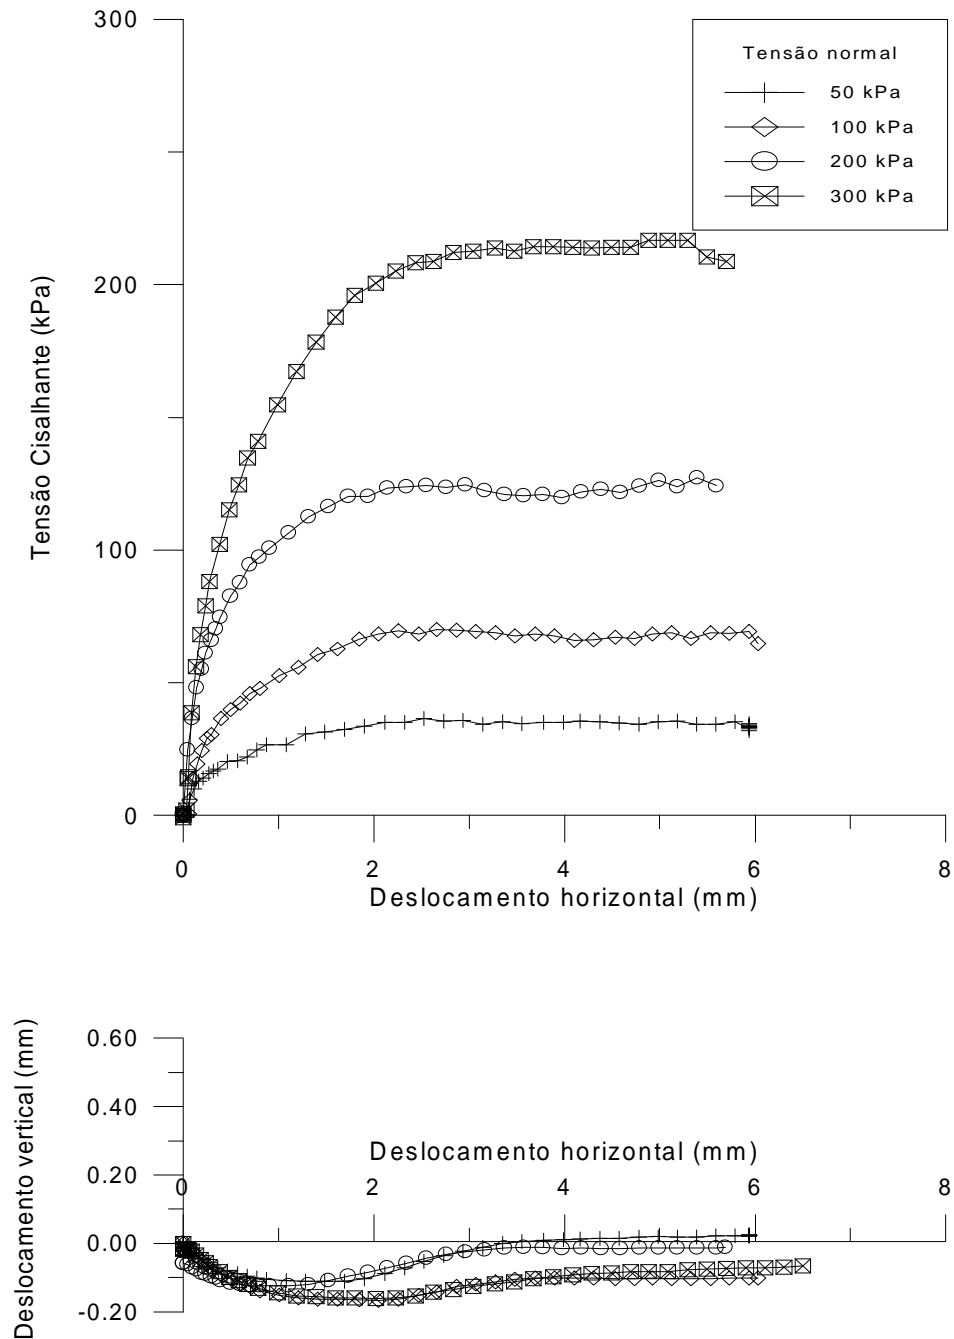 300
200
100
0
Tensão Cisalhante (kPa)
Tensão normal
50 kPa
100 kPa
200 kPa
300 kPa
0 2 4 6 8
Deslocamento horizontal (mm)
Deslocamento vertical (mm)
0.60
0.40
0.20
0.00
-0.20
Deslocamento horizontal (mm)
0 2 4 6 8